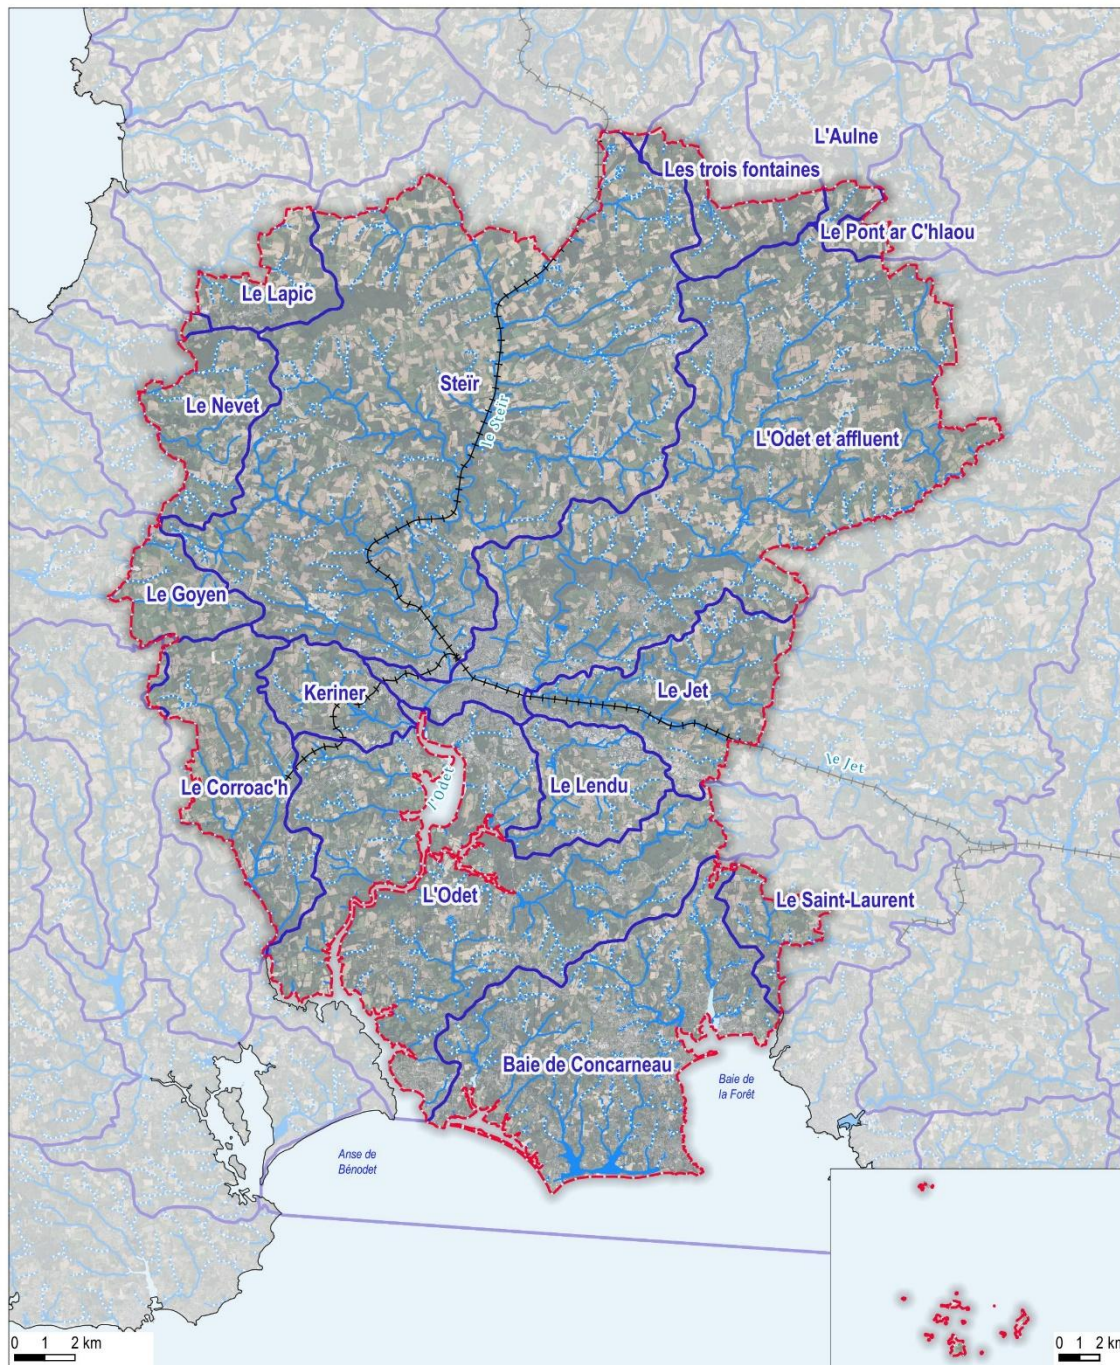 L'Aulne
Les trois fontaines
Le Pont ar C'hlaou
Le Lapic
Steïr
le Steïr
Le Nevet
L'Odet et affluent
Le Goyen
Keriner
Le Jet
le Jet
Le Corroac'h
l'Odet
Le Lendu
L'Odet
Le Saint-Laurent
Baie de Concarneau
Baie de
la Forêt
Anse de
Bénodet
0 1 2 km
0 1 2 km